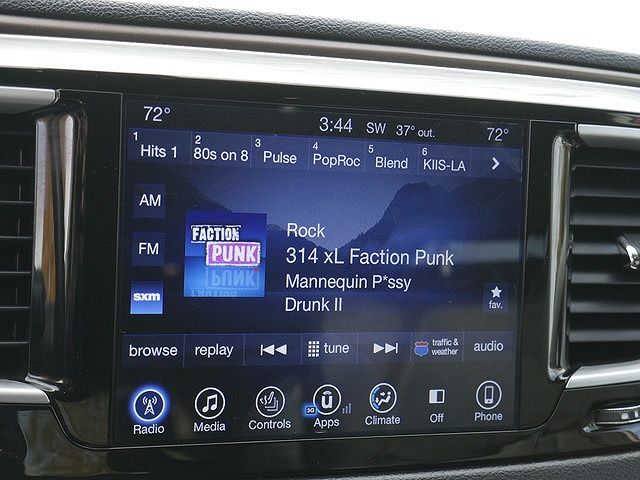 72° 3:44 SW 37° out. 72°
1 Hits 1 2 80s on 8 3 Pulse 4 PopRoc 5 Blend 6 KIIS-LA
AM
FM
sxm
FACTION
PUNK
Rock
314 xL Faction Punk
Mannequin P*ssy
Drunk II
fav.
browse replay tune traffic & weather audio
Radio Media Controls 3G Apps Climate Off Phone